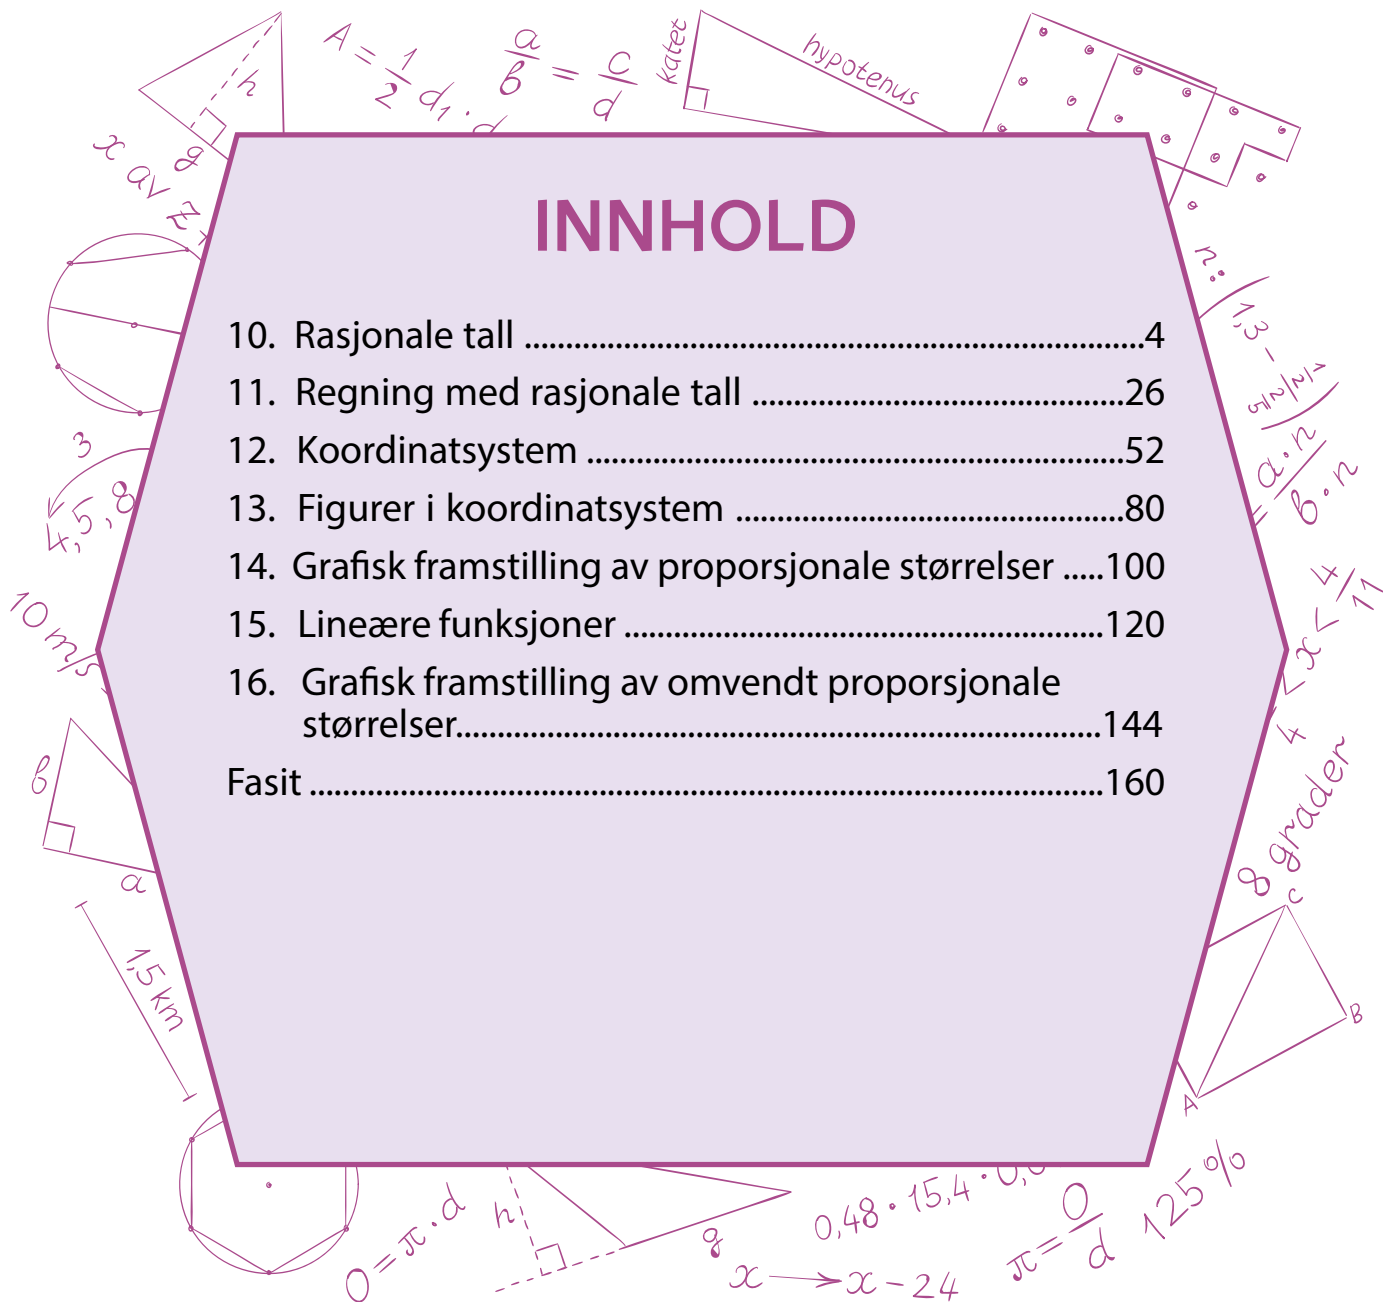 A = 1/2 d₁ · d
a/b = c/d
katet
hypotenus
h
g
x av z
INNHOLD
10. Rasjonale tall ...........................................................................4
11. Regning med rasjonale tall .............................................26
12. Koordinatsystem .................................................................52
13. Figurer i koordinatsystem ...............................................80
14. Grafisk framstilling av proporsjonale størrelser .....100
15. Lineære funksjoner ..........................................................120
16. Grafisk framstilling av omvendt proporsjonale
størrelser..............................................................................144
Fasit ................................................................................................160
n:
1,3 -
= a·n/b·n
3
4,5,8
10 m/s
< x < 4/11
4
8 grader
b
a
1,5 km
C
B
A
O = π · d
h
g
0,48 · 15,4 · 0,
x → x - 24
π = O/d
125 %